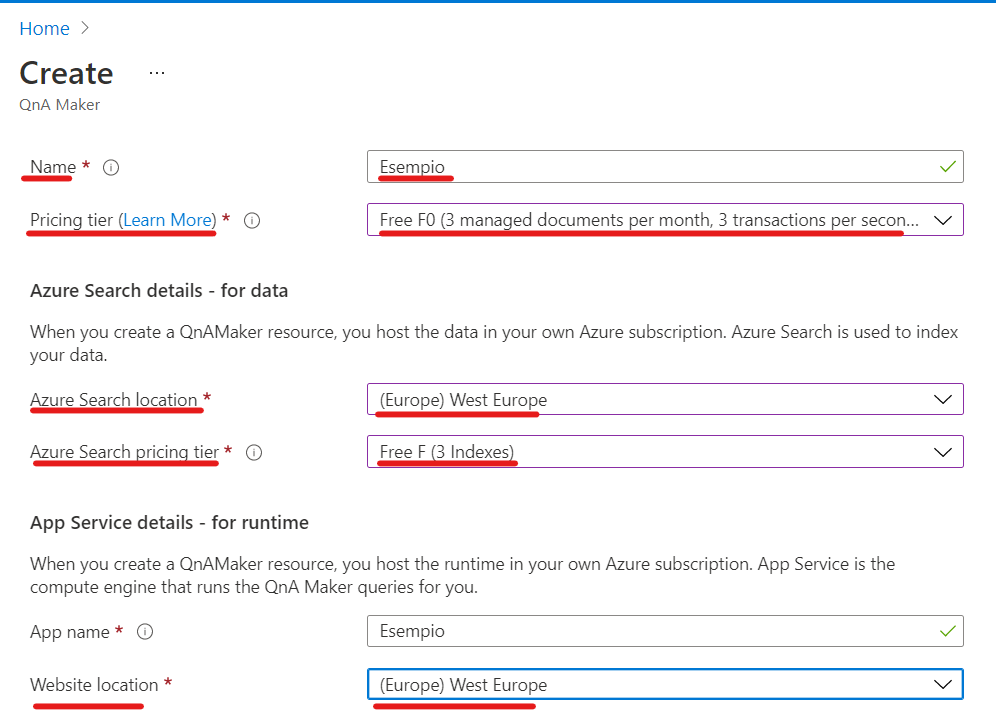 Home >
Create ...
QnA Maker
Name * Esempio
Pricing tier (Learn More) * Free F0 (3 managed documents per month, 3 transactions per secon...
Azure Search details - for data
When you create a QnAMaker resource, you host the data in your own Azure subscription. Azure Search is used to index
your data.
Azure Search location * (Europe) West Europe
Azure Search pricing tier * Free F (3 Indexes)
App Service details - for runtime
When you create a QnAMaker resource, you host the runtime in your own Azure subscription. App Service is the
compute engine that runs the QnA Maker queries for you.
App name * Esempio
Website location * (Europe) West Europe